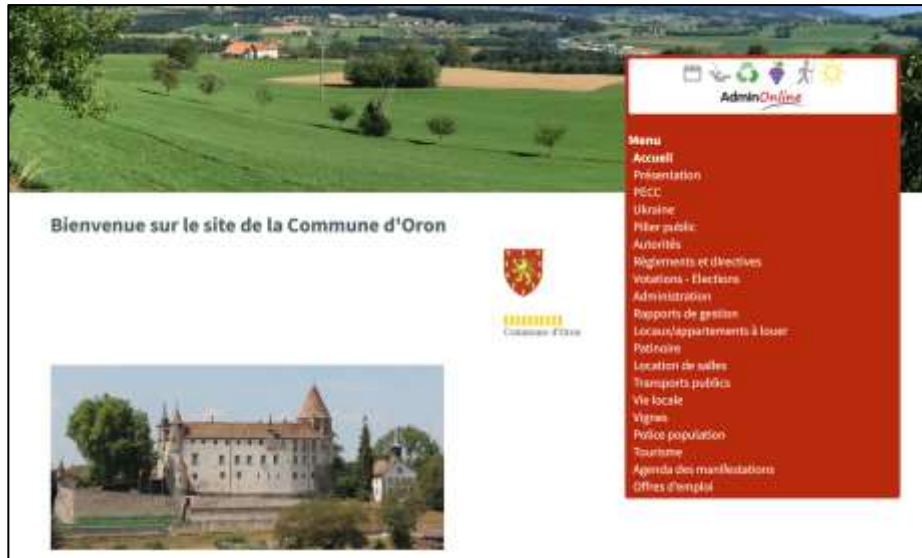 AdminOnline
Menu
Accueil
Présentation
PECC
Ukraine
Pilier public
Autorités
Règlements et directives
Votations - Elections
Administration
Rapports de gestion
Locaux/appartements à louer
Patinoire
Location de salles
Transports publics
Vie locale
Vignes
Police population
Tourisme
Agenda des manifestations
Offres d'emploi
Bienvenue sur le site de la Commune d'Oron
Commune d'Oron